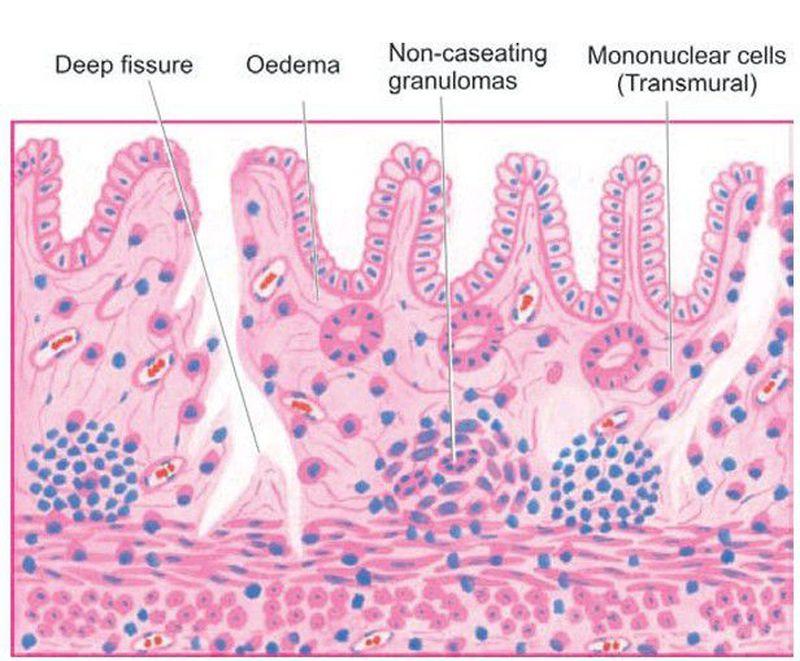 Deep fissure
Oedema
Non-caseating
granulomas
Mononuclear cells
(Transmural)